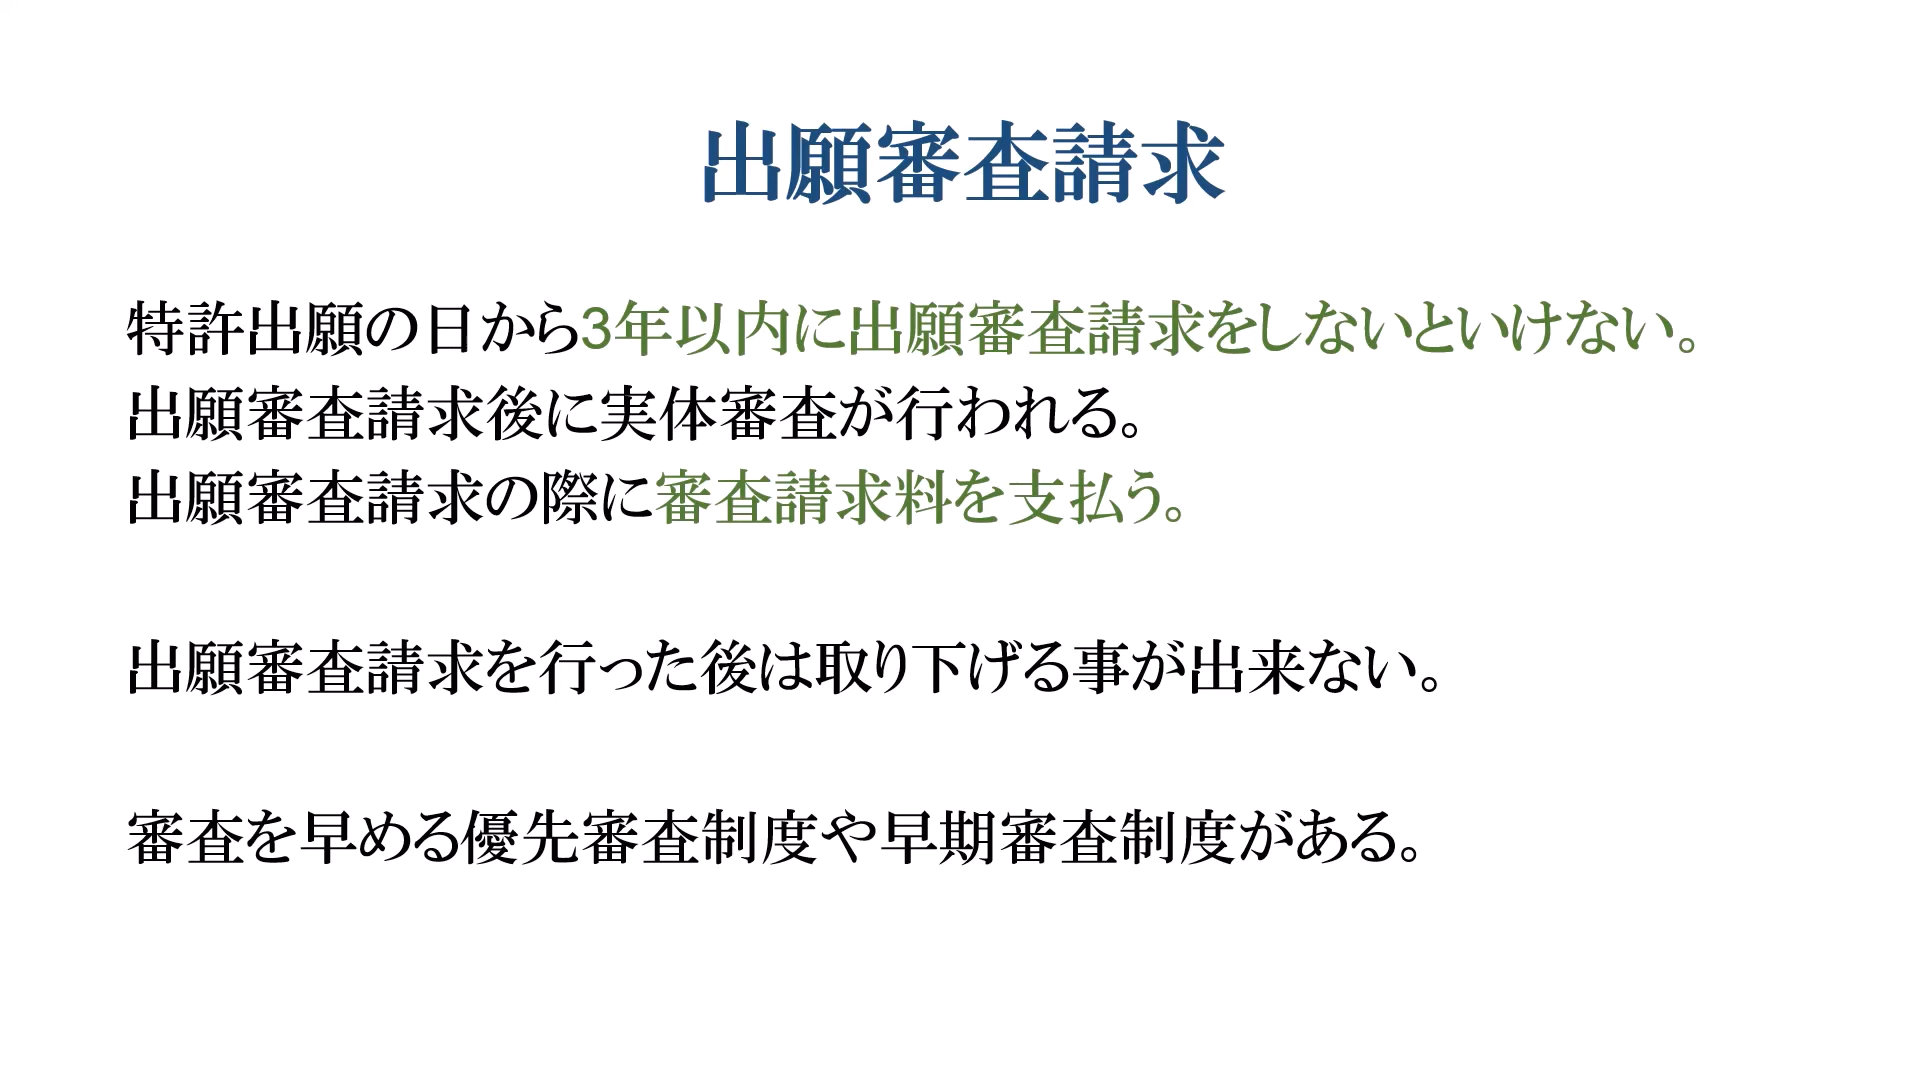 出願審査請求
特許出願の日から3年以内に出願審査請求をしないといけない。
出願審査請求後に実体審査が行われる。
出願審査請求の際に審査請求料を支払う。
出願審査請求を行った後は取り下げる事が出来ない。
審査を早める優先審査制度や早期審査制度がある。